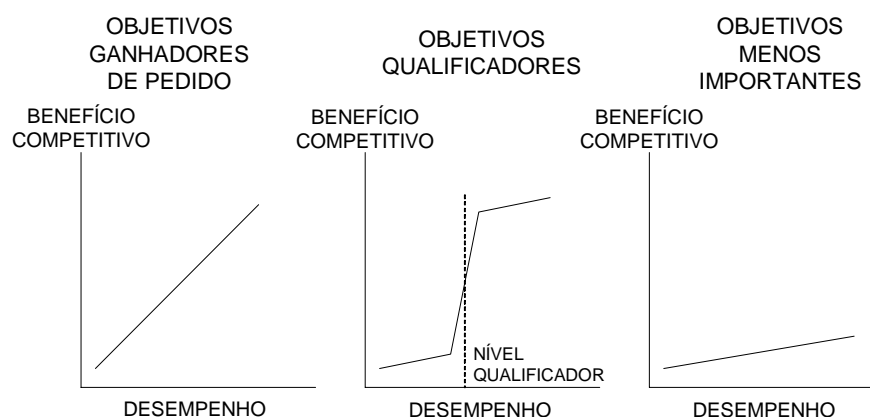 OBJETIVOS
GANHADORES
DE PEDIDO
BENEFÍCIO
COMPETITIVO
DESEMPENHO
OBJETIVOS
QUALIFICADORES
BENEFÍCIO
COMPETITIVO
NÍVEL
QUALIFICADOR
DESEMPENHO
OBJETIVOS
MENOS
IMPORTANTES
BENEFÍCIO
COMPETITIVO
DESEMPENHO